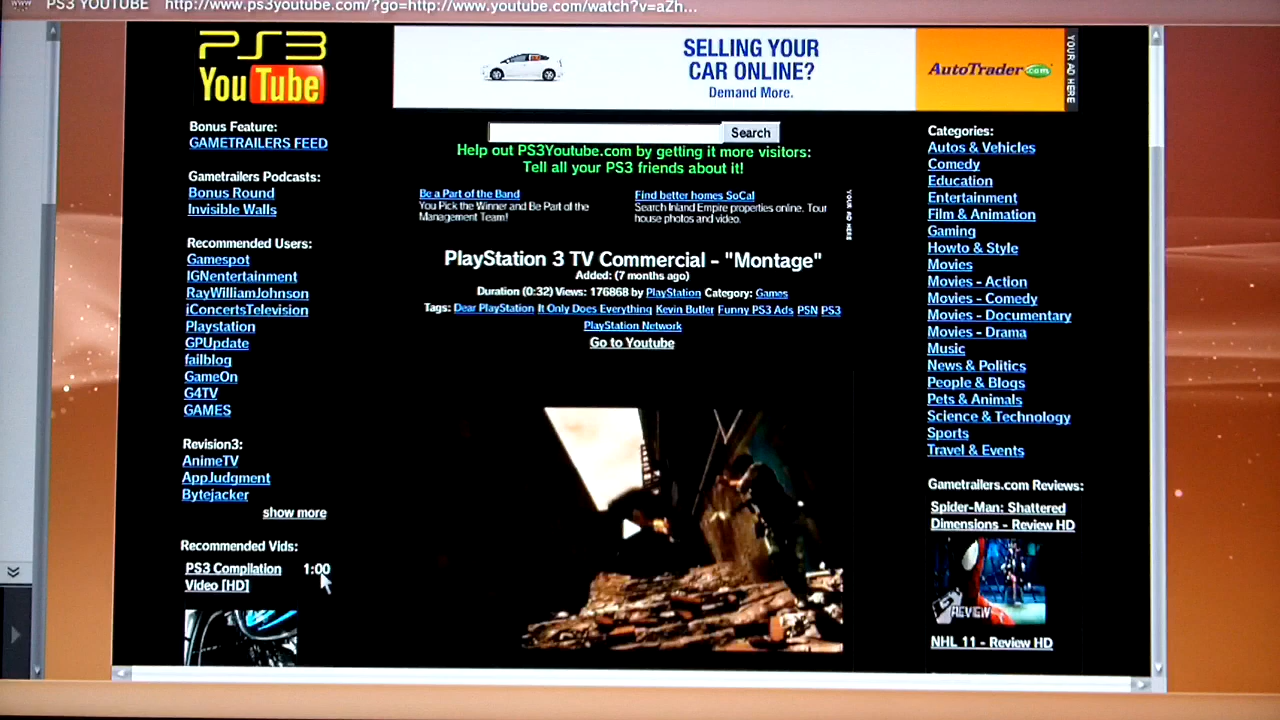 PS3 YOUTUBE http://www.ps3youtube.com/?go=http://www.youtube.com/watch?v=aZh...
PS3
YouTube
SELLING YOUR
CAR ONLINE?
Demand More.
AutoTrader.com
YOUR AD HERE
Bonus Feature:
GAMETRAILERS FEED
Gametrailers Podcasts:
Bonus Round
Invisible Walls
Recommended Users:
Gamespot
IGNentertainment
RayWilliamJohnson
iConcertsTelevision
Playstation
GPUpdate
failblog
GameOn
G4TV
GAMES
Revision3:
AnimeTV
AppJudgment
Bytejacker
show more
Recommended Vids:
PS3 Compilation 1:00
Video [HD]
Search
Help out PS3Youtube.com by getting it more visitors:
Tell all your PS3 friends about it!
Be a Part of the Band
You Pick the Winner and Be Part of the
Management Team!
Find better homes SoCal
Search Inland Empire properties online. Tour
house photos and video.
YOUR AD HERE
PlayStation 3 TV Commercial - "Montage"
Added: (7 months ago)
Duration (0:32) Views: 176868 by PlayStation Category: Games
Tags: Dear PlayStation It Only Does Everything Kevin Butler Funny PS3 Ads PSN PS3
PlayStation Network
Go to Youtube
Categories:
Autos & Vehicles
Comedy
Education
Entertainment
Film & Animation
Gaming
Howto & Style
Movies
Movies - Action
Movies - Comedy
Movies - Documentary
Movies - Drama
Music
News & Politics
People & Blogs
Pets & Animals
Science & Technology
Sports
Travel & Events
Gametrailers.com Reviews:
Spider-Man: Shattered
Dimensions - Review HD
REVIEW
NHL 11 - Review HD